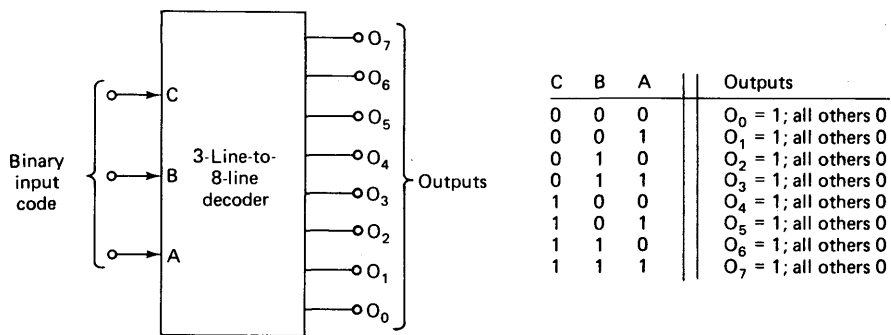 O₇
O₆
C
O₅
Binary
input
code
3-Line-to-
8-line
decoder
B
O₄
O₃
Outputs
O₂
A
O₁
O₀
C B A Outputs
0 0 0 O₀ = 1; all others 0
0 0 1 O₁ = 1; all others 0
0 1 0 O₂ = 1; all others 0
0 1 1 O₃ = 1; all others 0
1 0 0 O₄ = 1; all others 0
1 0 1 O₅ = 1; all others 0
1 1 0 O₆ = 1; all others 0
1 1 1 O₇ = 1; all others 0